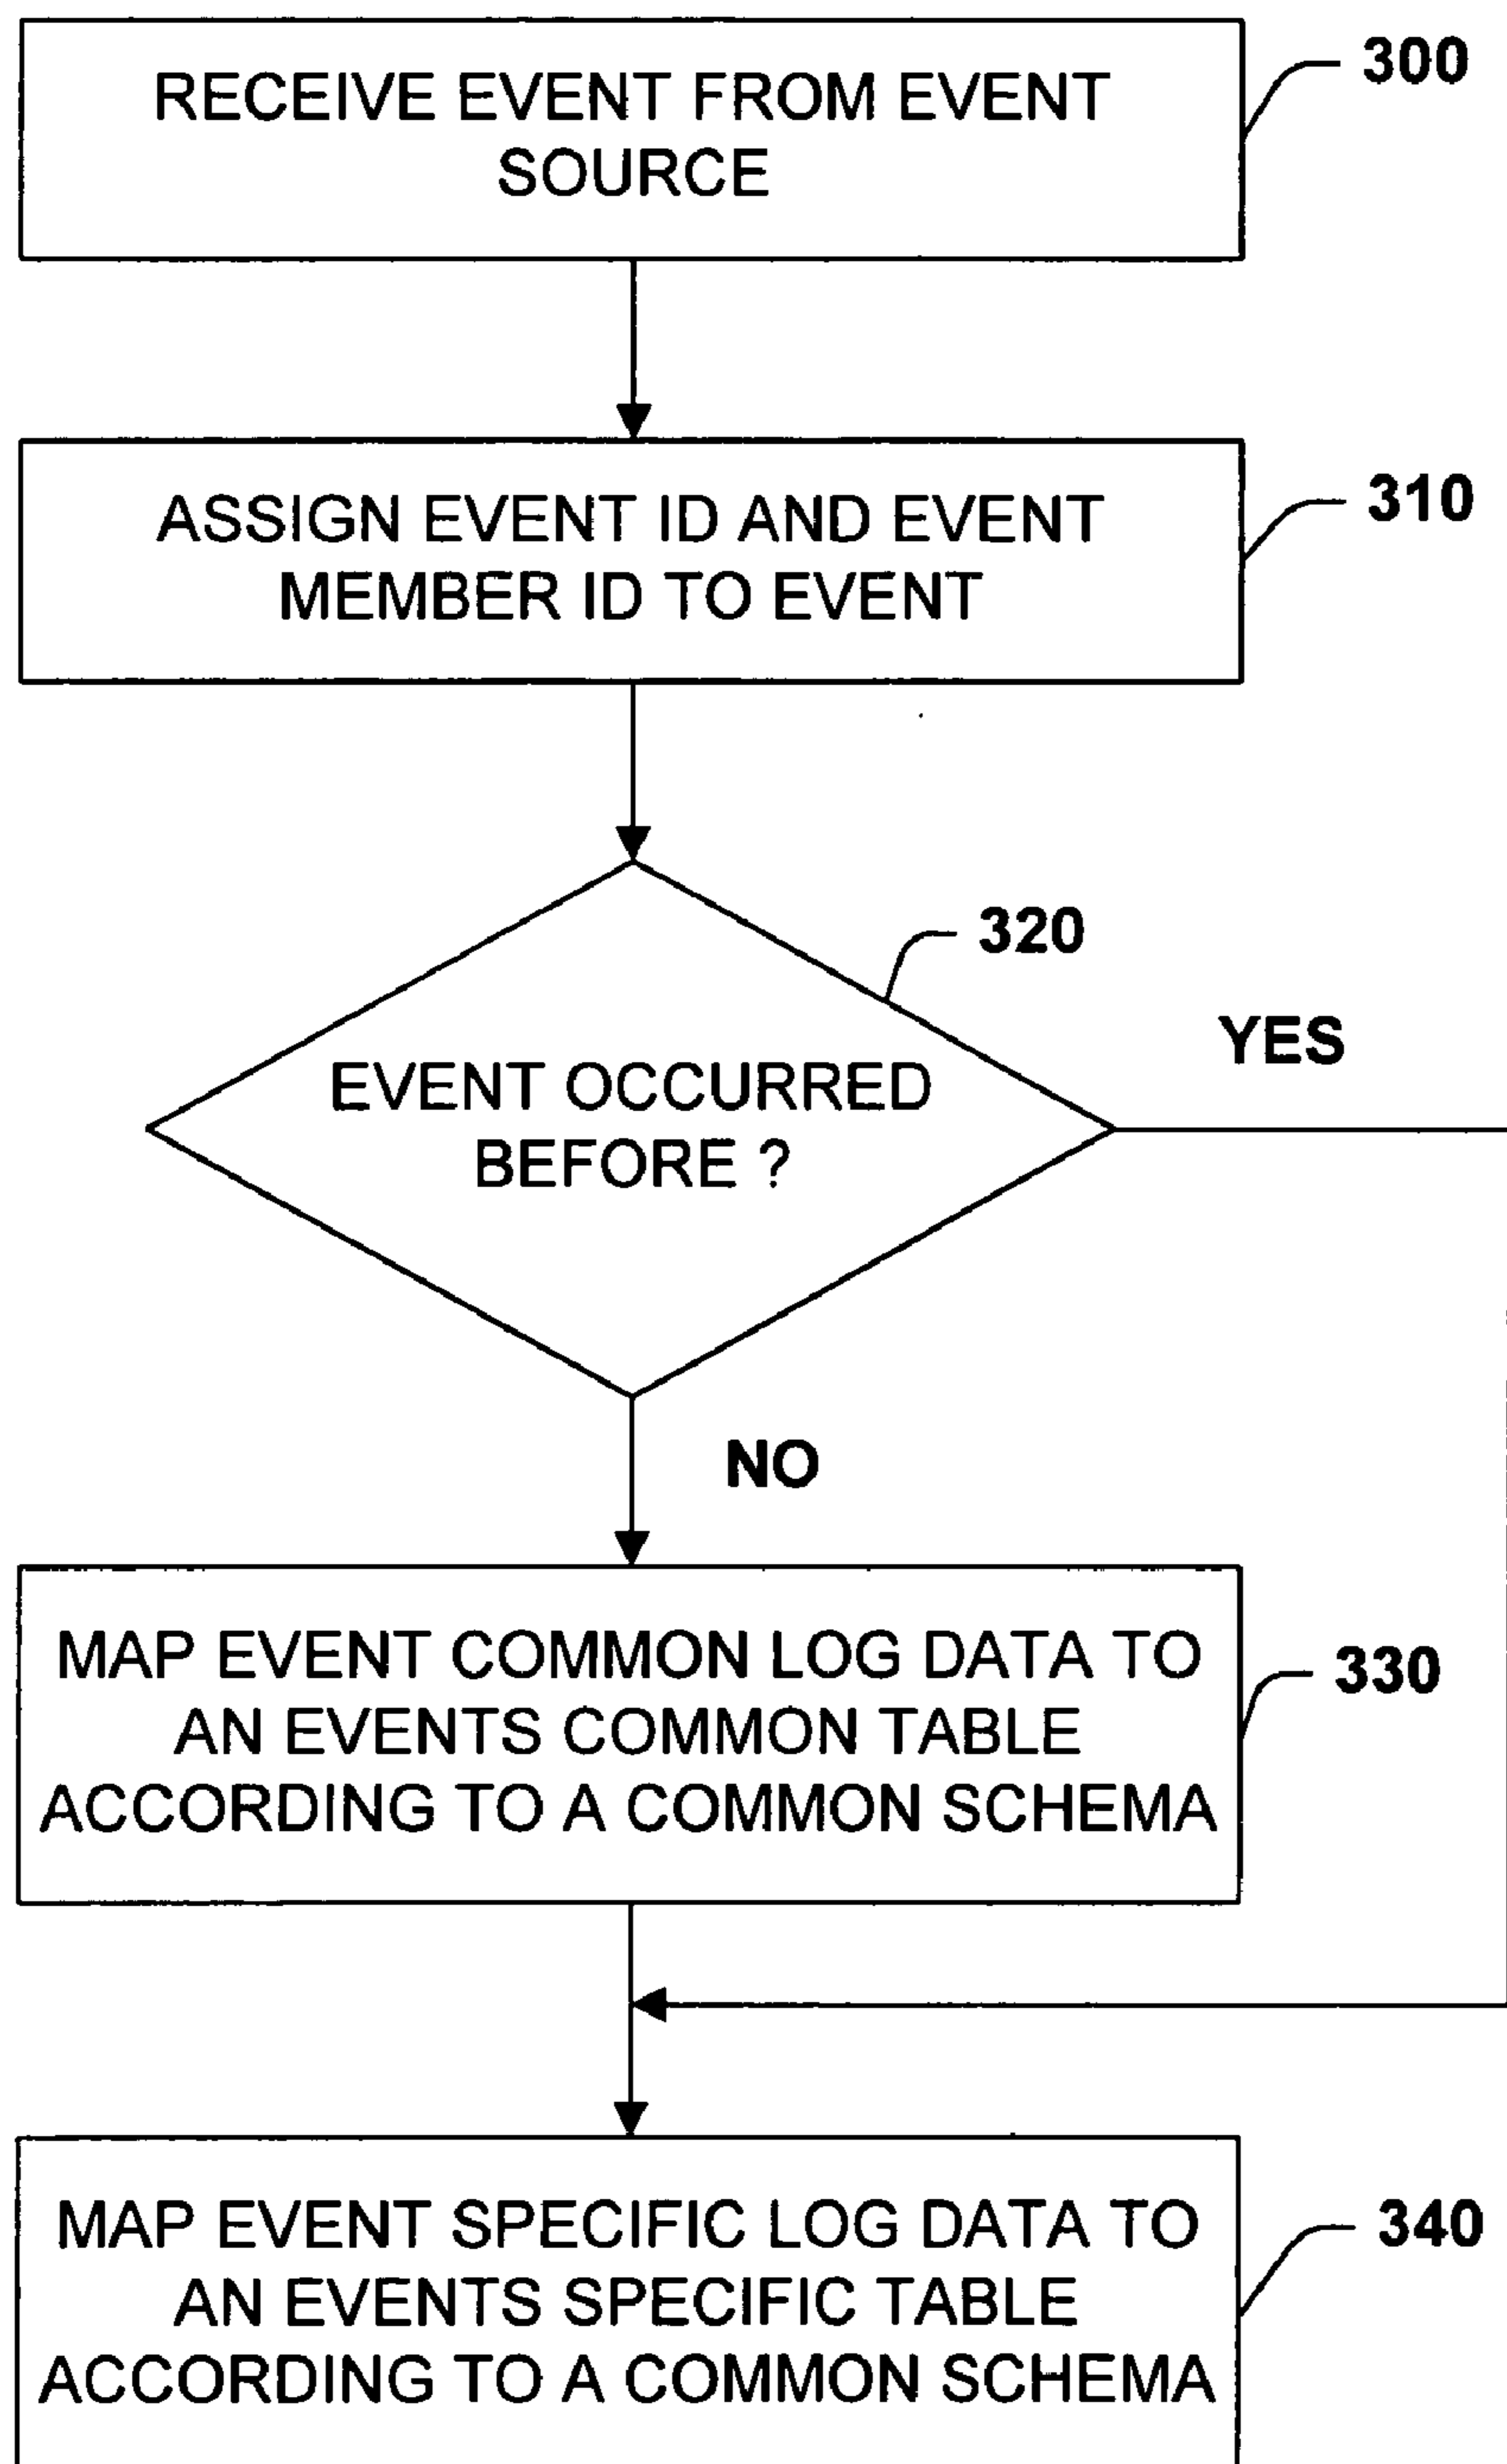 RECEIVE EVENT FROM EVENT
SOURCE
300
ASSIGN EVENT ID AND EVENT
MEMBER ID TO EVENT
310
320
EVENT OCCURRED
BEFORE ?
YES
NO
MAP EVENT COMMON LOG DATA TO
AN EVENTS COMMON TABLE
ACCORDING TO A COMMON SCHEMA
330
MAP EVENT SPECIFIC LOG DATA TO
AN EVENTS SPECIFIC TABLE
ACCORDING TO A COMMON SCHEMA
340